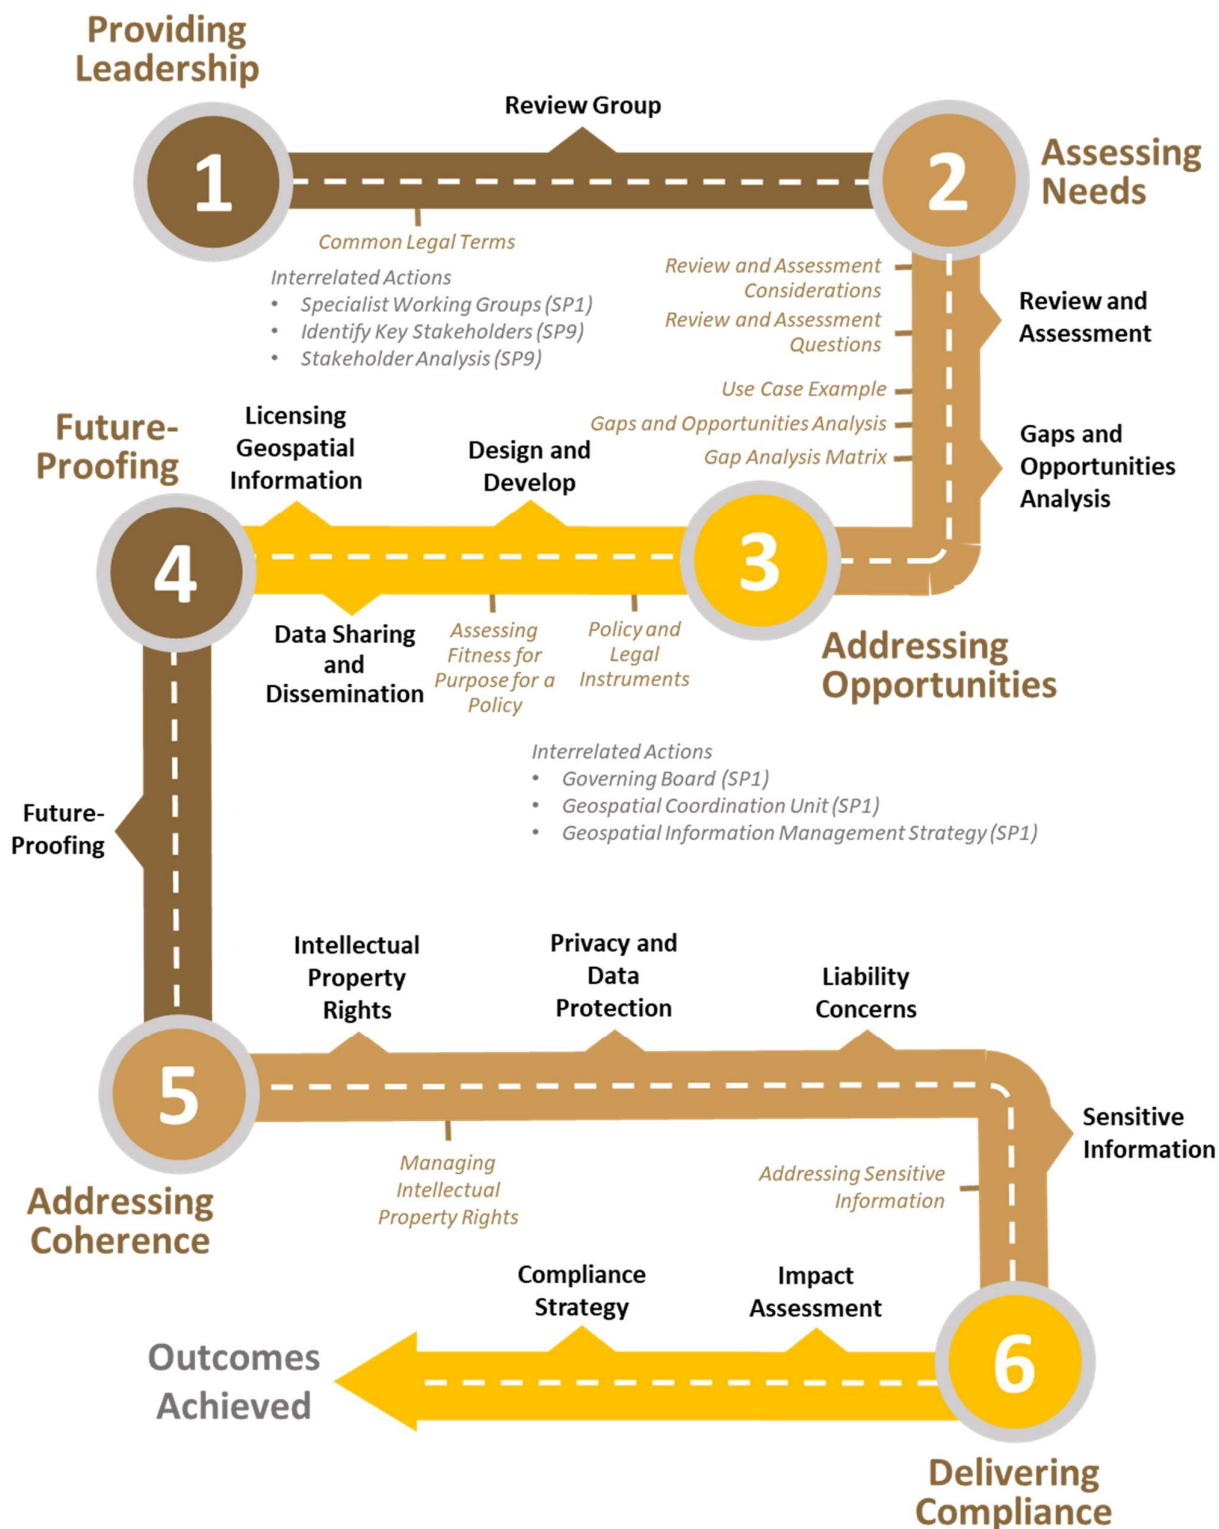 Providing
Leadership
1
Review Group
2
Assessing
Needs
Common Legal Terms
Interrelated Actions
• Specialist Working Groups (SP1)
• Identify Key Stakeholders (SP9)
• Stakeholder Analysis (SP9)
Review and Assessment
Considerations
Review and Assessment
Questions
Use Case Example
Gaps and Opportunities Analysis
Gap Analysis Matrix
Review and
Assessment
Gaps and
Opportunities
Analysis
3
Addressing
Opportunities
Design and
Develop
Licensing
Geospatial
Information
Policy and
Legal
Instruments
Assessing
Fitness for
Purpose for a
Policy
Data Sharing
and
Dissemination
Interrelated Actions
• Governing Board (SP1)
• Geospatial Coordination Unit (SP1)
• Geospatial Information Management Strategy (SP1)
Future-
Proofing
4
Future-
Proofing
5
Addressing
Coherence
Intellectual
Property
Rights
Privacy and
Data
Protection
Liability
Concerns
Managing
Intellectual
Property Rights
Sensitive
Information
Addressing Sensitive
Information
6
Delivering
Compliance
Impact
Assessment
Compliance
Strategy
Outcomes
Achieved